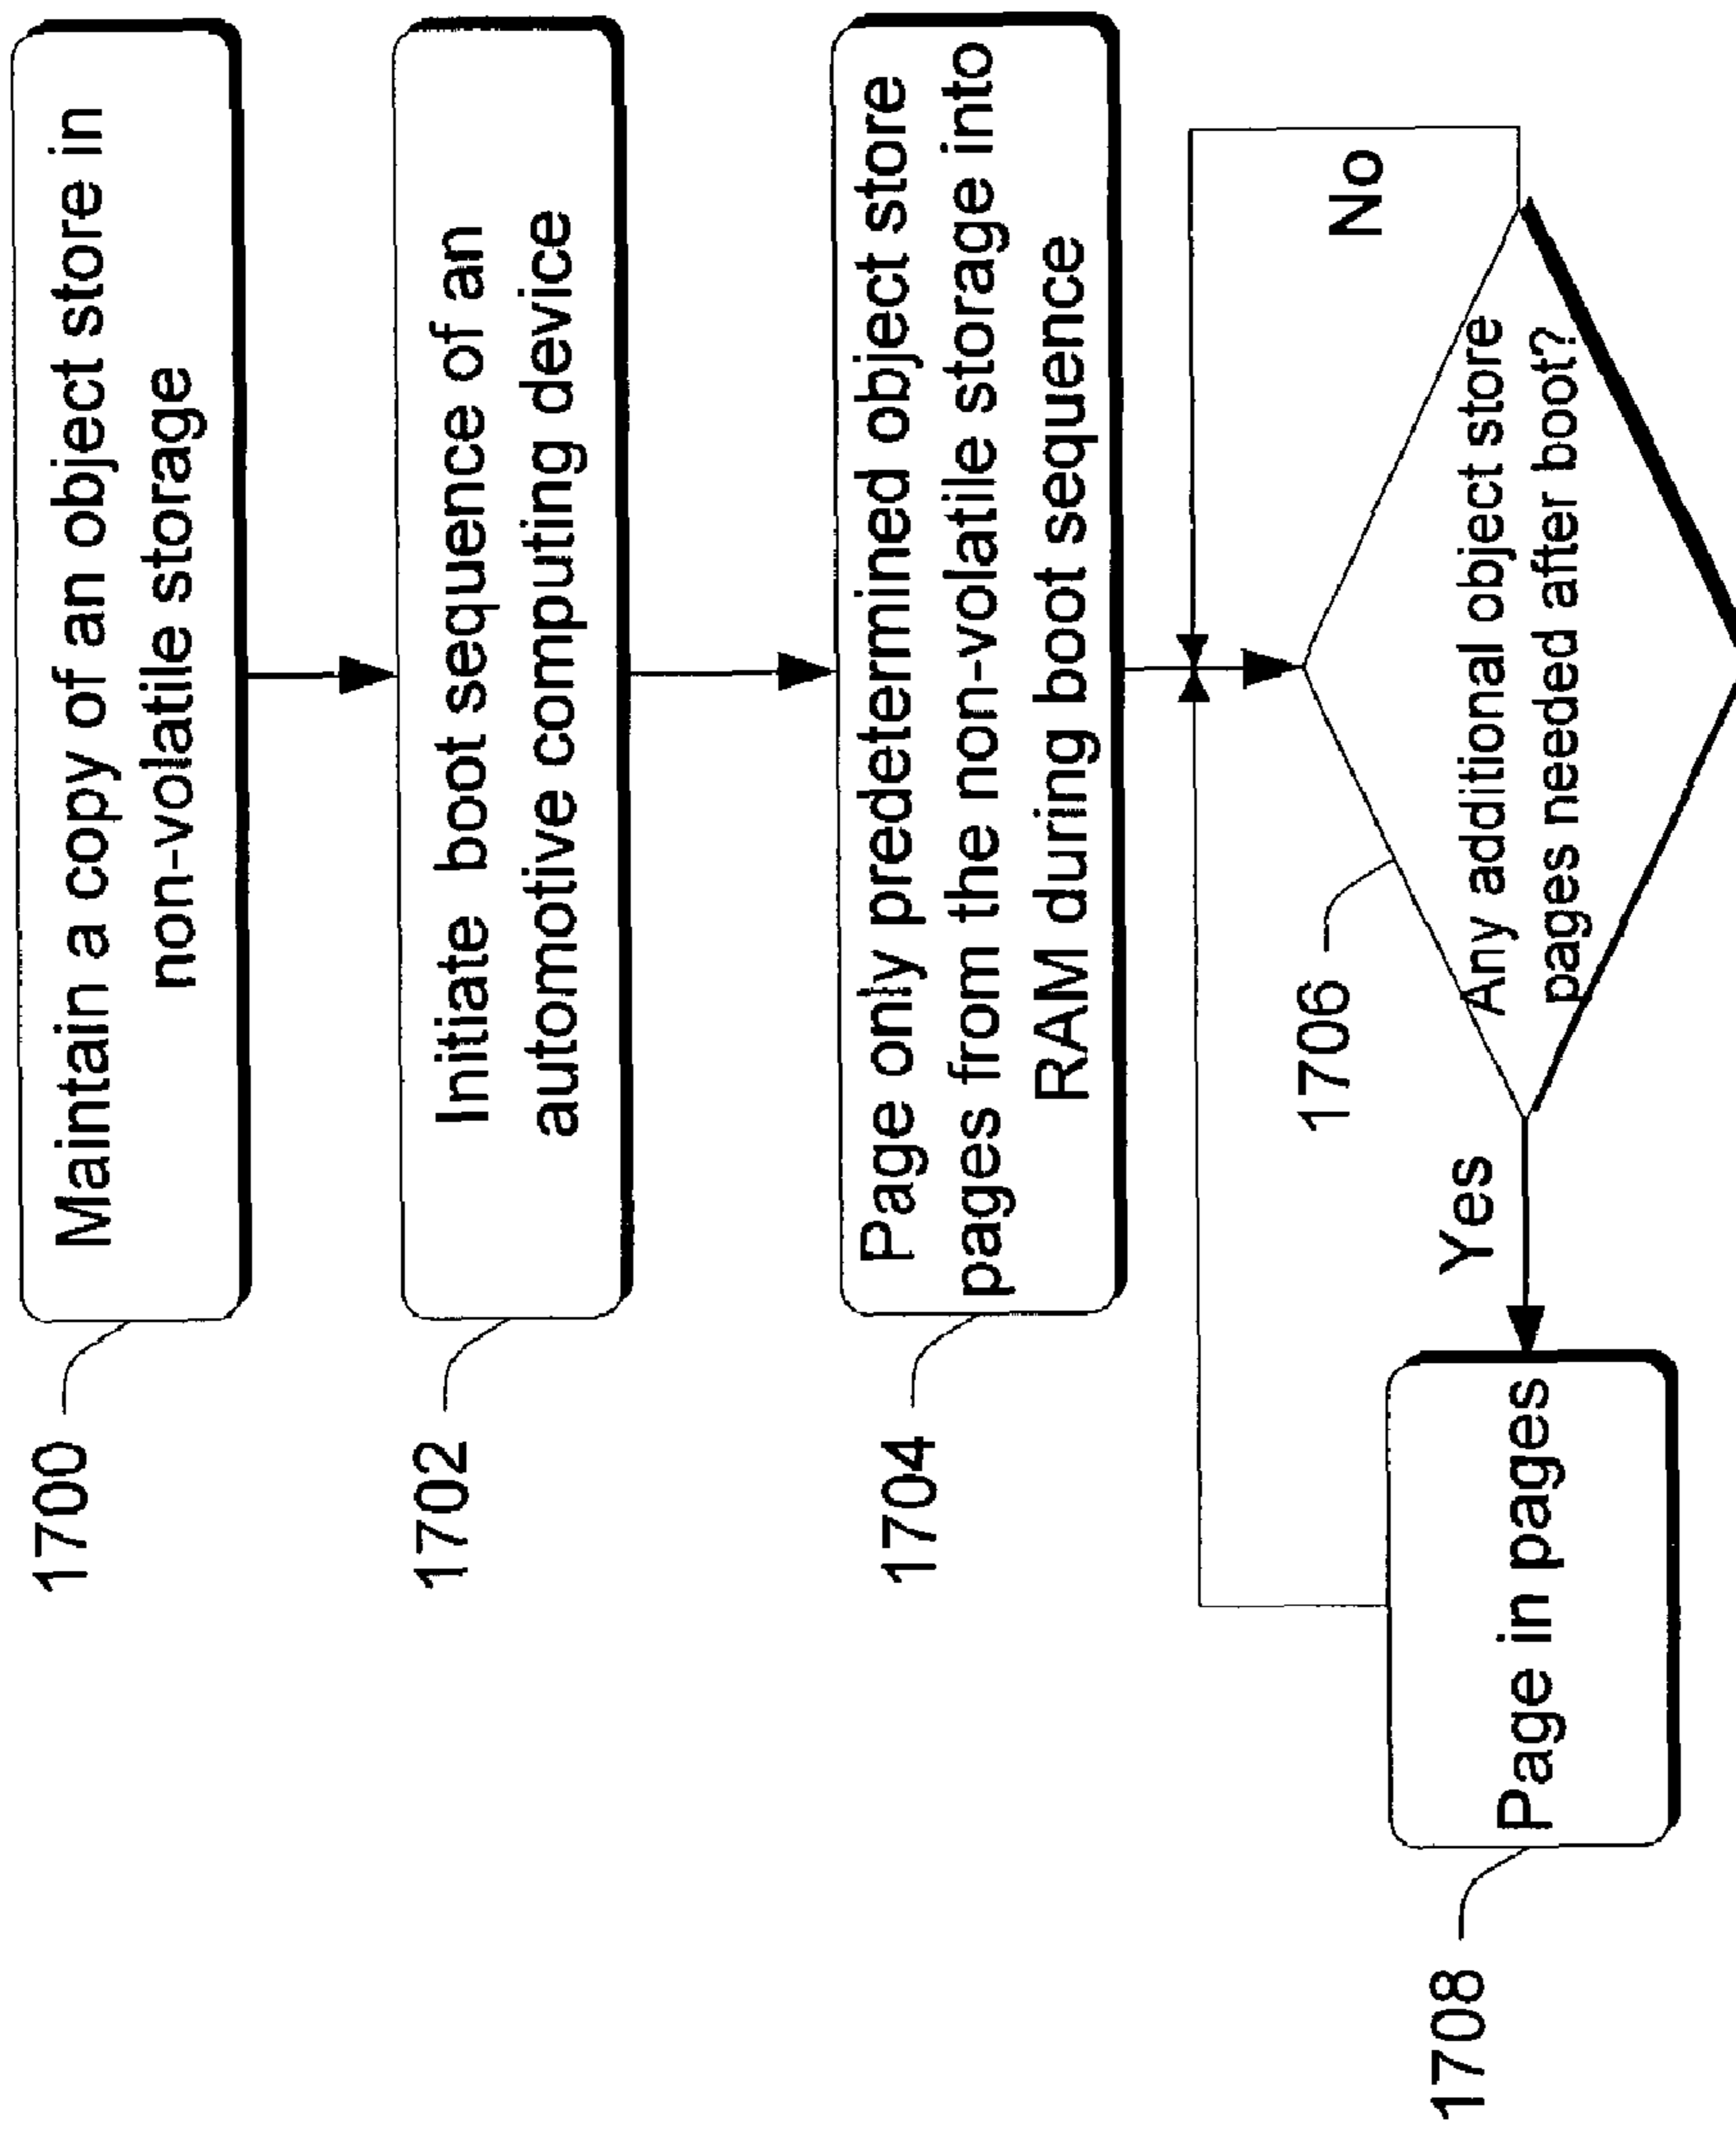 1700
Maintain a copy of an object store in
non-volatile storage
1702
Initiate boot sequence of an
automotive computing device
1704
Page only predetermined object store
pages from the non-volatile storage into
RAM during boot sequence
1706
Any additional object store
pages needed after boot?
No
Yes
1708
Page in pages